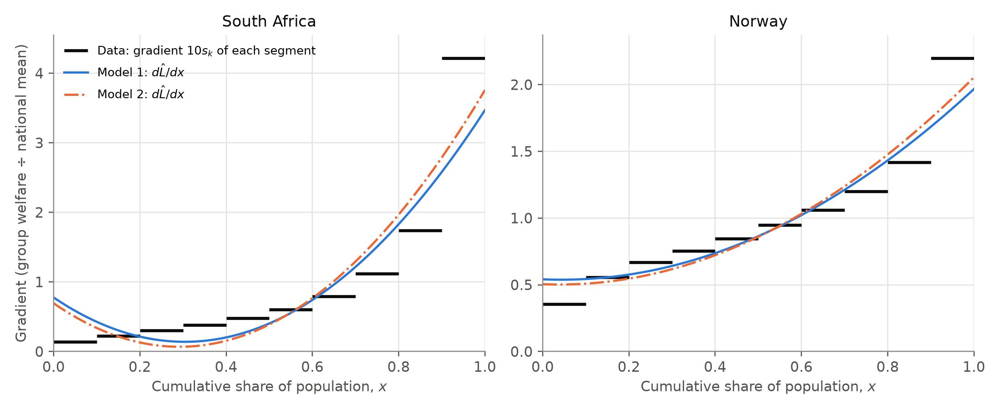 South Africa
Gradient (group welfare ÷ national mean)
Data: gradient 10sₖ of each segment
Model 1: dL̂/dx
Model 2: dL̂/dx
4
3
2
1
0
0.0 0.2 0.4 0.6 0.8 1.0
Cumulative share of population, x
Norway
2.0
1.5
1.0
0.5
0.0
0.0 0.2 0.4 0.6 0.8 1.0
Cumulative share of population, x